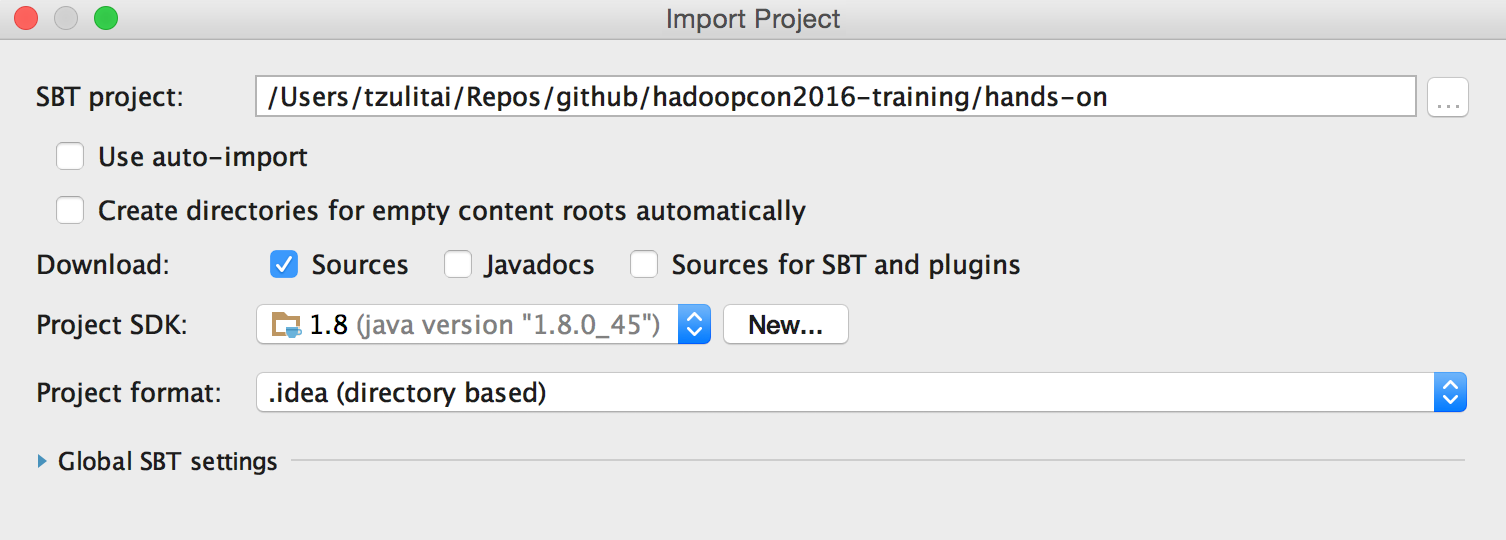 Import Project
SBT project: /Users/tzulitai/Repos/github/hadoopcon2016-training/hands-on ...
Use auto-import
Create directories for empty content roots automatically
Download: Sources Javadocs Sources for SBT and plugins
Project SDK: 1.8 (java version "1.8.0_45") New...
Project format: .idea (directory based)
Global SBT settings